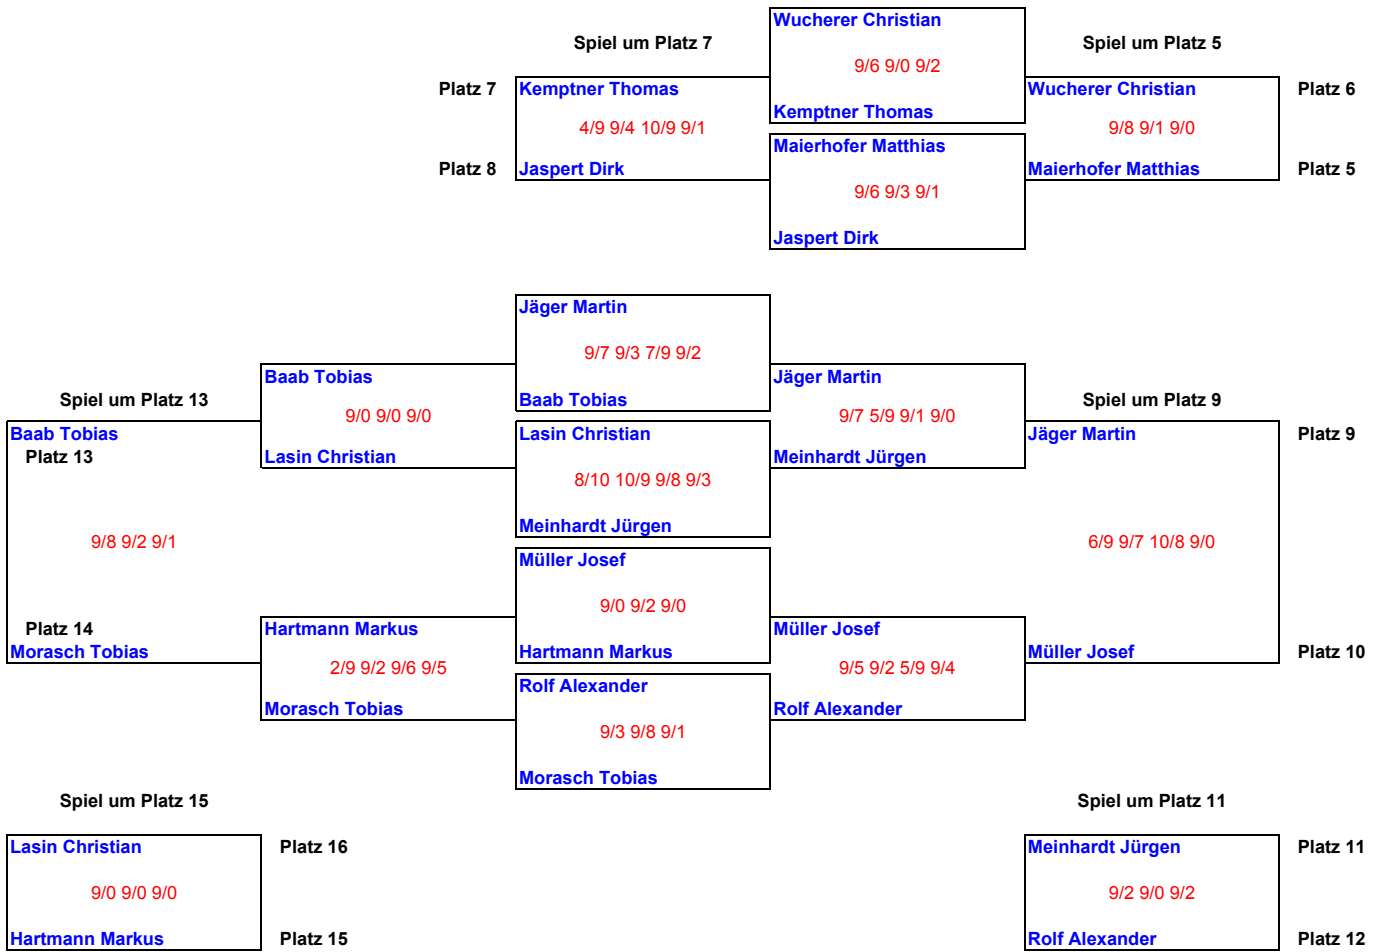 Wucherer Christian
Spiel um Platz 7
Spiel um Platz 5
9/6 9/0 9/2
Platz 7
Kemptner Thomas
Wucherer Christian
Platz 6
Kemptner Thomas
4/9 9/4 10/9 9/1
9/8 9/1 9/0
Maierhofer Matthias
Platz 8
Jaspert Dirk
Maierhofer Matthias
Platz 5
9/6 9/3 9/1
Jaspert Dirk
Jäger Martin
9/7 9/3 7/9 9/2
Baab Tobias
Jäger Martin
Spiel um Platz 13
Baab Tobias
Spiel um Platz 9
9/0 9/0 9/0
9/7 5/9 9/1 9/0
Baab Tobias
Lasin Christian
Jäger Martin
Platz 9
Platz 13
Lasin Christian
Meinhardt Jürgen
8/10 10/9 9/8 9/3
Meinhardt Jürgen
9/8 9/2 9/1
6/9 9/7 10/8 9/0
Müller Josef
9/0 9/2 9/0
Platz 14
Hartmann Markus
Müller Josef
Morasch Tobias
Hartmann Markus
Müller Josef
Platz 10
2/9 9/2 9/6 9/5
9/5 9/2 5/9 9/4
Rolf Alexander
Morasch Tobias
Rolf Alexander
9/3 9/8 9/1
Morasch Tobias
Spiel um Platz 15
Spiel um Platz 11
Lasin Christian
Platz 16
Meinhardt Jürgen
Platz 11
9/0 9/0 9/0
9/2 9/0 9/2
Hartmann Markus
Platz 15
Rolf Alexander
Platz 12